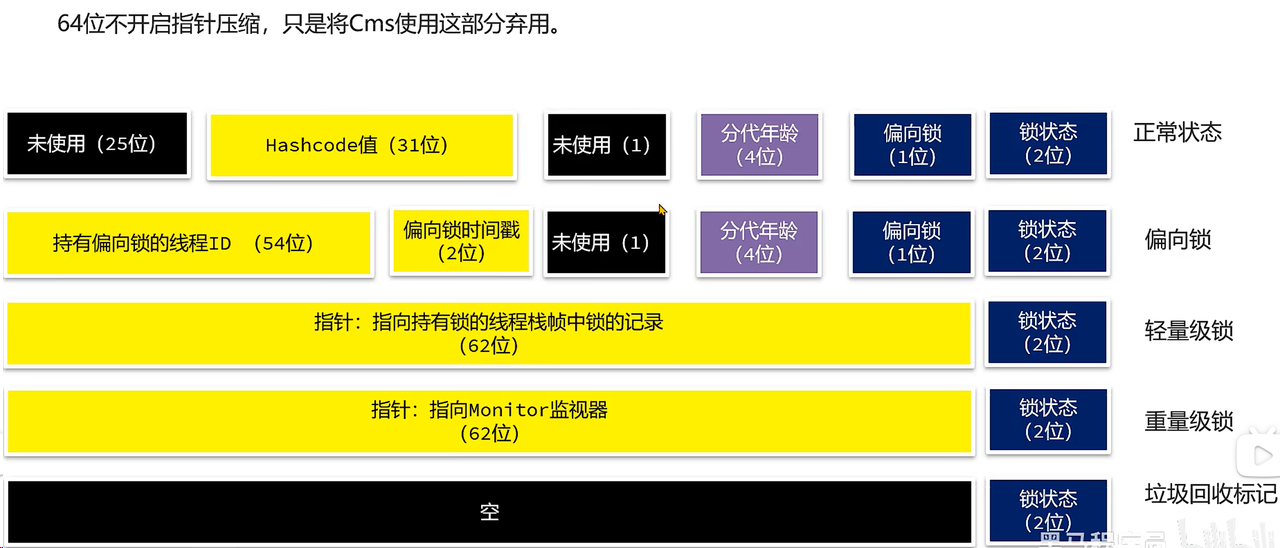 64位不开启指针压缩，只是将Cms使用这部分弃用。
未使用（25位） Hashcode值（31位） 未使用（1） 分代年龄 偏向锁 锁状态 正常状态
（4位） （1位） （2位）
持有偏向锁的线程ID （54位） 偏向锁时间戳 未使用（1） 分代年龄 偏向锁 锁状态 偏向锁
（2位） （4位） （1位） （2位）
指针：指向持有锁的线程栈帧中锁的记录 锁状态 轻量级锁
（62位） （2位）
指针：指向Monitor监视器 锁状态 重量级锁
（62位） （2位）
空 锁状态 垃圾回收标记
（2位）
黑马程序员